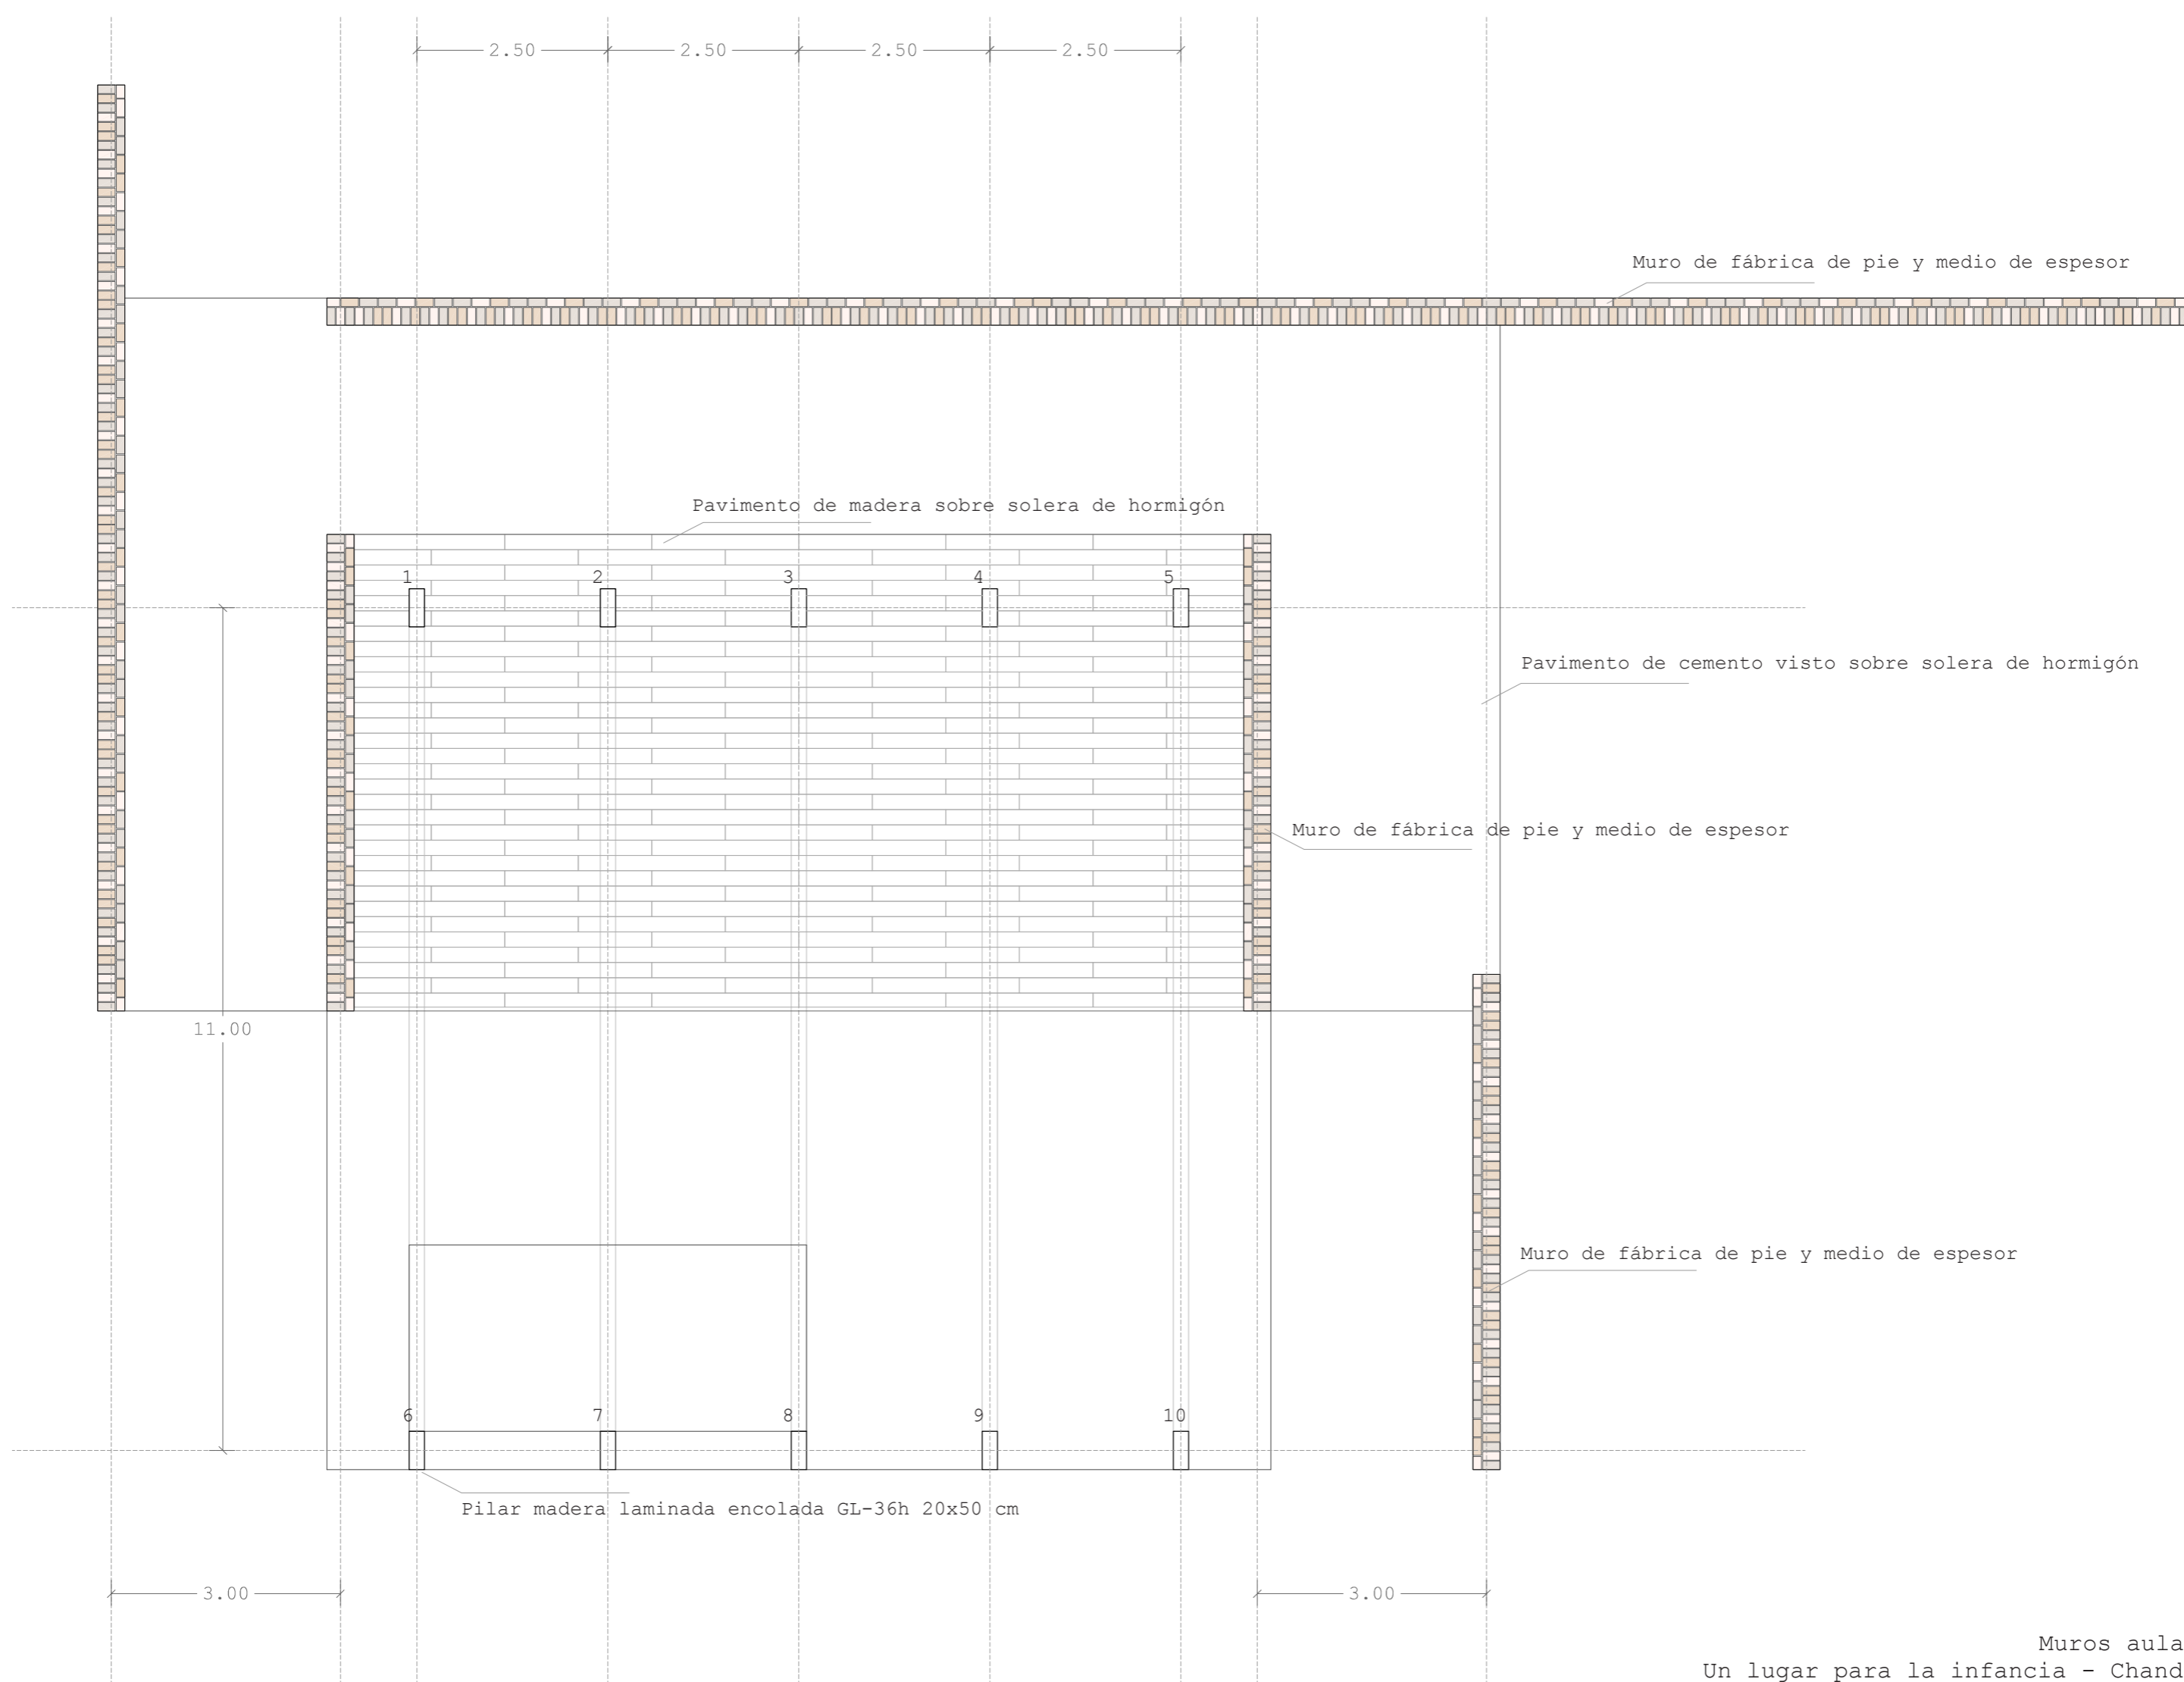 2.50 2.50 2.50 2.50
Muro de fábrica de pie y medio de espesor
Pavimento de madera sobre solera de hormigón
1 2 3 4 5
Pavimento de cemento visto sobre solera de hormigón
Muro de fábrica de pie y medio de espesor
11.00
Muro de fábrica de pie y medio de espesor
6 7 8 9 10
Pilar madera laminada encolada GL-36h 20x50 cm
3.00 3.00
Muros aula
Un lugar para la infancia - Chand